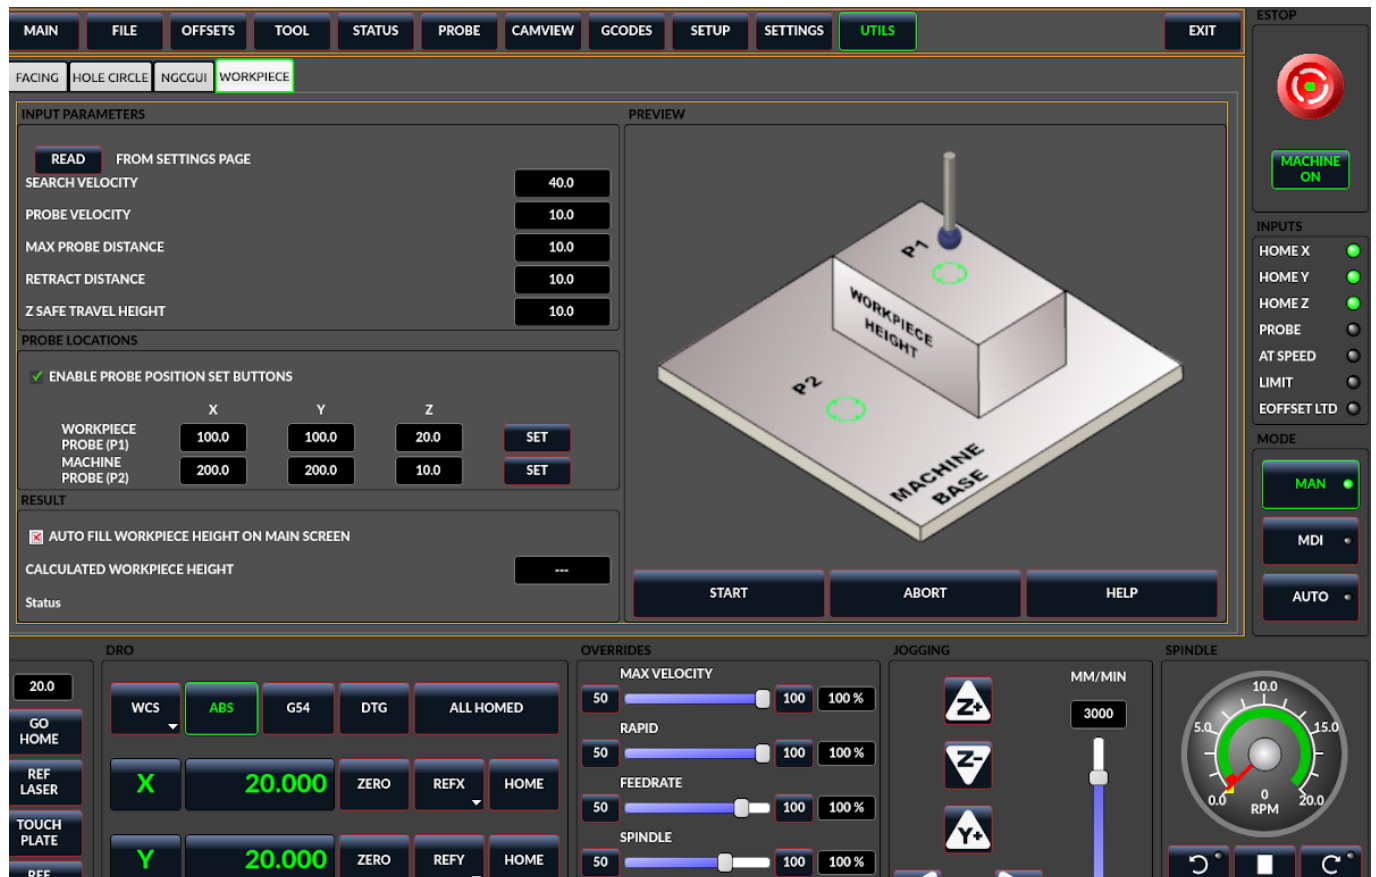 MAIN FILE OFFSETS TOOL STATUS PROBE CAMVIEW GCODES SETUP SETTINGS UTILS EXIT
ESTOP
FACING HOLE CIRCLE NGCGUI WORKPIECE
INPUT PARAMETERS
READ FROM SETTINGS PAGE
SEARCH VELOCITY 40.0
PROBE VELOCITY 10.0
MAX PROBE DISTANCE 10.0
RETRACT DISTANCE 10.0
Z SAFE TRAVEL HEIGHT 10.0
PROBE LOCATIONS
ENABLE PROBE POSITION SET BUTTONS
X Y Z
WORKPIECE
PROBE (P1) 100.0 100.0 20.0 SET
MACHINE
PROBE (P2) 200.0 200.0 10.0 SET
RESULT
AUTO FILL WORKPIECE HEIGHT ON MAIN SCREEN
CALCULATED WORKPIECE HEIGHT ---
Status
PREVIEW
P1
WORKPIECE
HEIGHT
P2
MACHINE
BASE
START ABORT HELP
MACHINE
ON
INPUTS
HOME X
HOME Y
HOME Z
PROBE
AT SPEED
LIMIT
EOFFSET LTD
MODE
MAN
MDI
AUTO
20.0
GO
HOME
REF
LASER
TOUCH
PLATE
REF
DRO
WCS ABS G54 DTG ALL HOMED
X 20.000 ZERO REFX HOME
Y 20.000 ZERO REFY HOME
OVERRIDES
MAX VELOCITY
50 100 100 %
RAPID
50 100 100 %
FEEDRATE
50 100 100 %
SPINDLE
50 100 100 %
JOGGING
Z+
Z-
Y+
MM/MIN
3000
SPINDLE
10.0
5.0 15.0
0.0 0 20.0
RPM